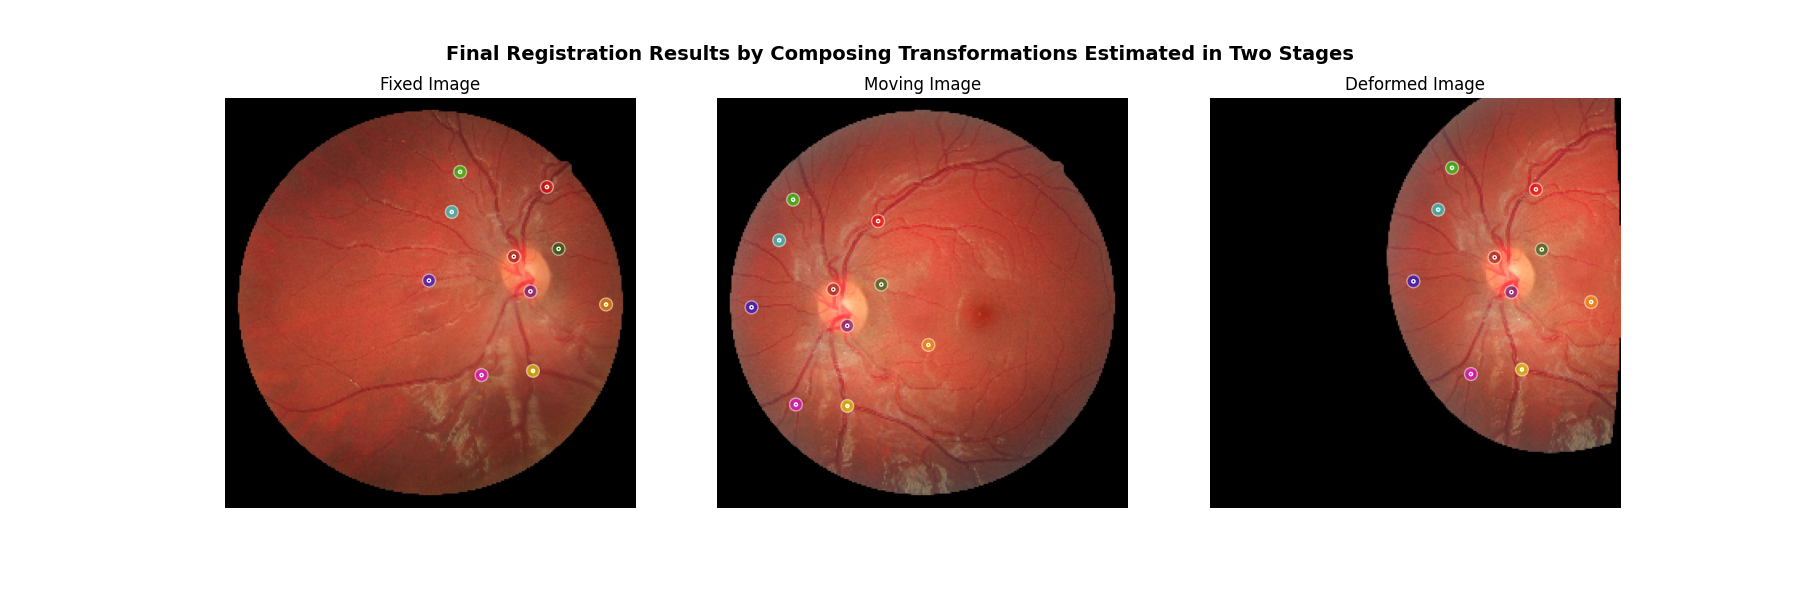 Final Registration Results by Composing Transformations Estimated in Two Stages
Fixed Image
Moving Image
Deformed Image